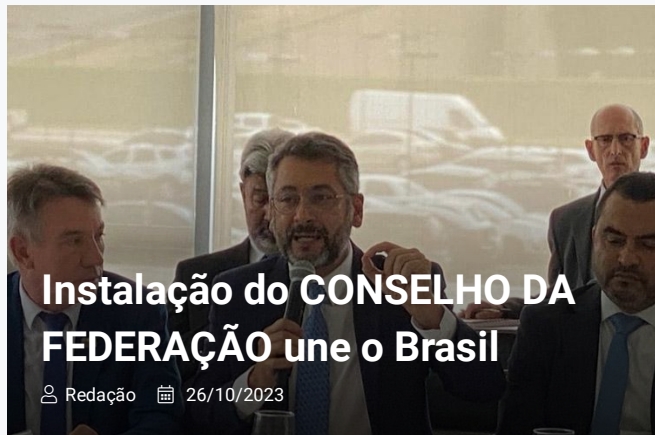 Instalação do CONSELHO DA
FEDERAÇÃO une o Brasil
Redação 26/10/2023